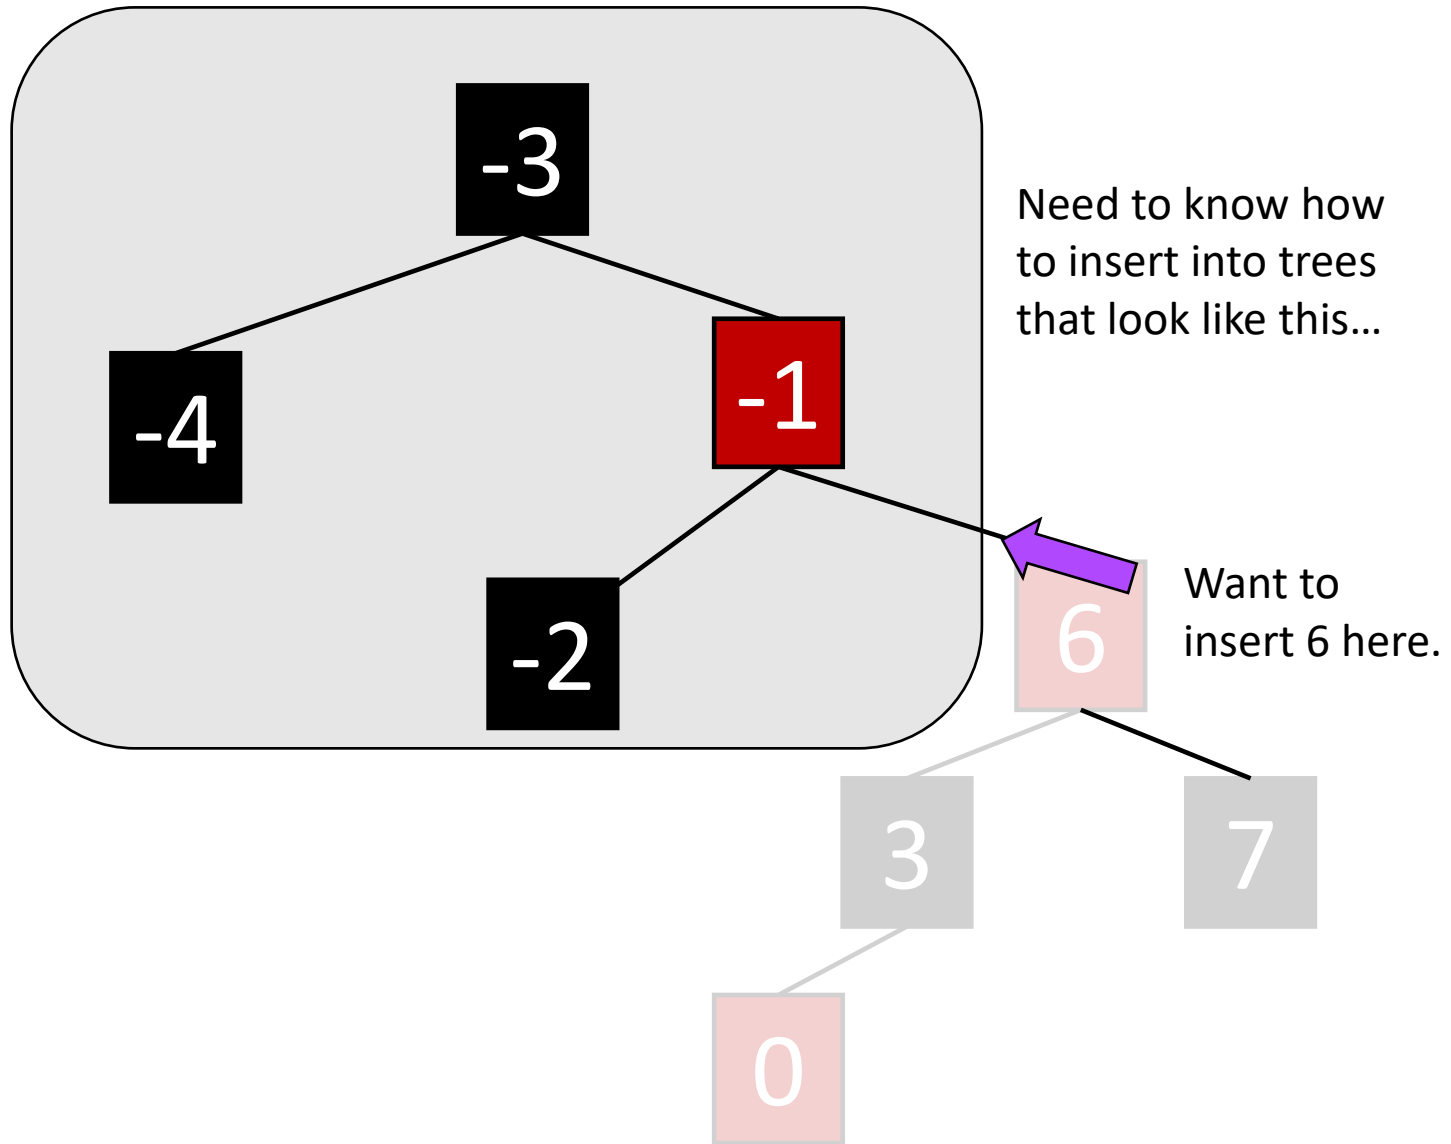 -3
Need to know how
to insert into trees
that look like this…
-4
-1
Want to
insert 6 here.
6
-2
3
7
0